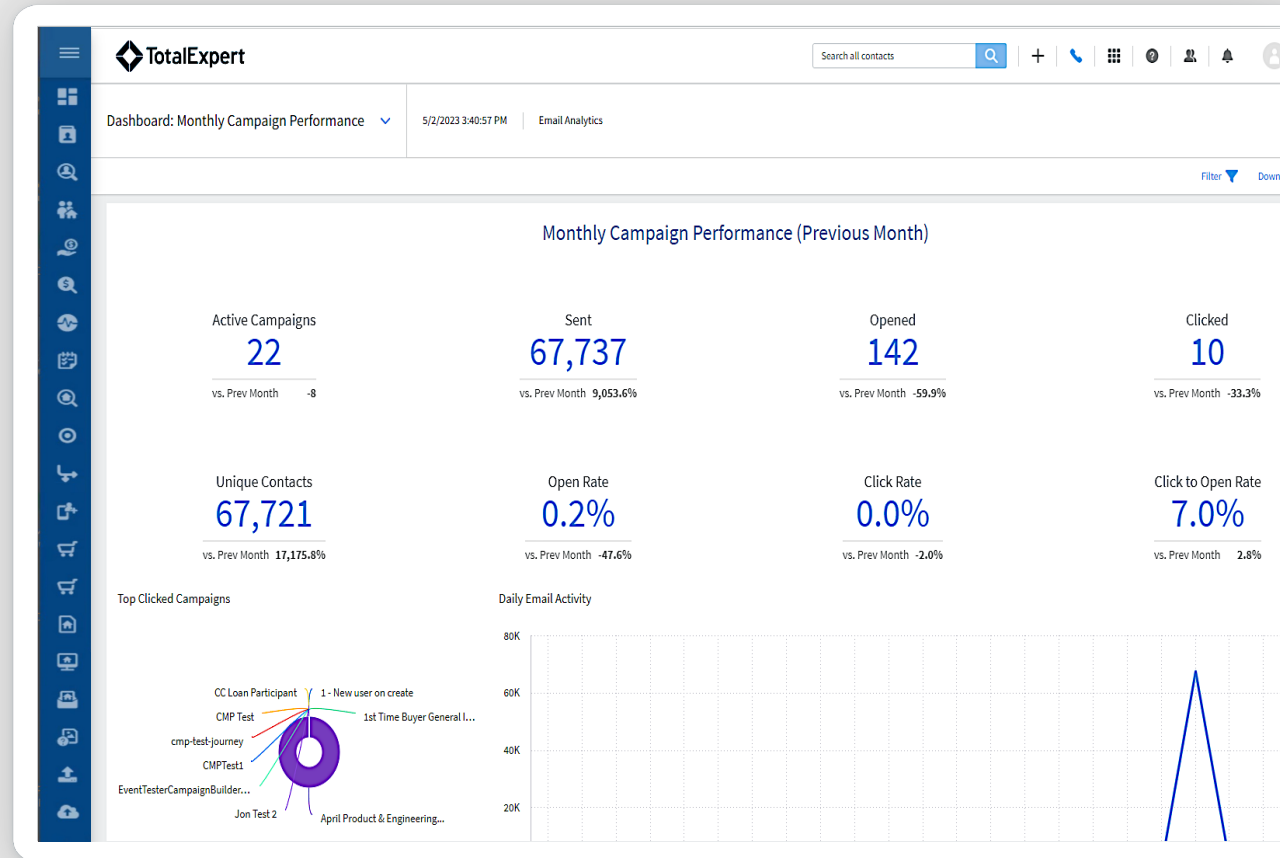 TotalExpert
Search all contacts
Dashboard: Monthly Campaign Performance
5/2/2023 3:40:57 PM
Email Analytics
Filter
Down
Monthly Campaign Performance (Previous Month)
Active Campaigns
22
vs. Prev Month -8
Sent
67,737
vs. Prev Month 9,053.6%
Opened
142
vs. Prev Month -59.9%
Clicked
10
vs. Prev Month -33.3%
Unique Contacts
67,721
vs. Prev Month 17,175.8%
Open Rate
0.2%
vs. Prev Month -47.6%
Click Rate
0.0%
vs. Prev Month -2.0%
Click to Open Rate
7.0%
vs. Prev Month 2.8%
Top Clicked Campaigns
CC Loan Participant
1 - New user on create
CMP Test
1st Time Buyer General I...
cmp-test-journey
CMPTest1
EventTesterCampaignBuilder...
Jon Test 2
April Product & Engineering...
Daily Email Activity
80K
60K
40K
20K